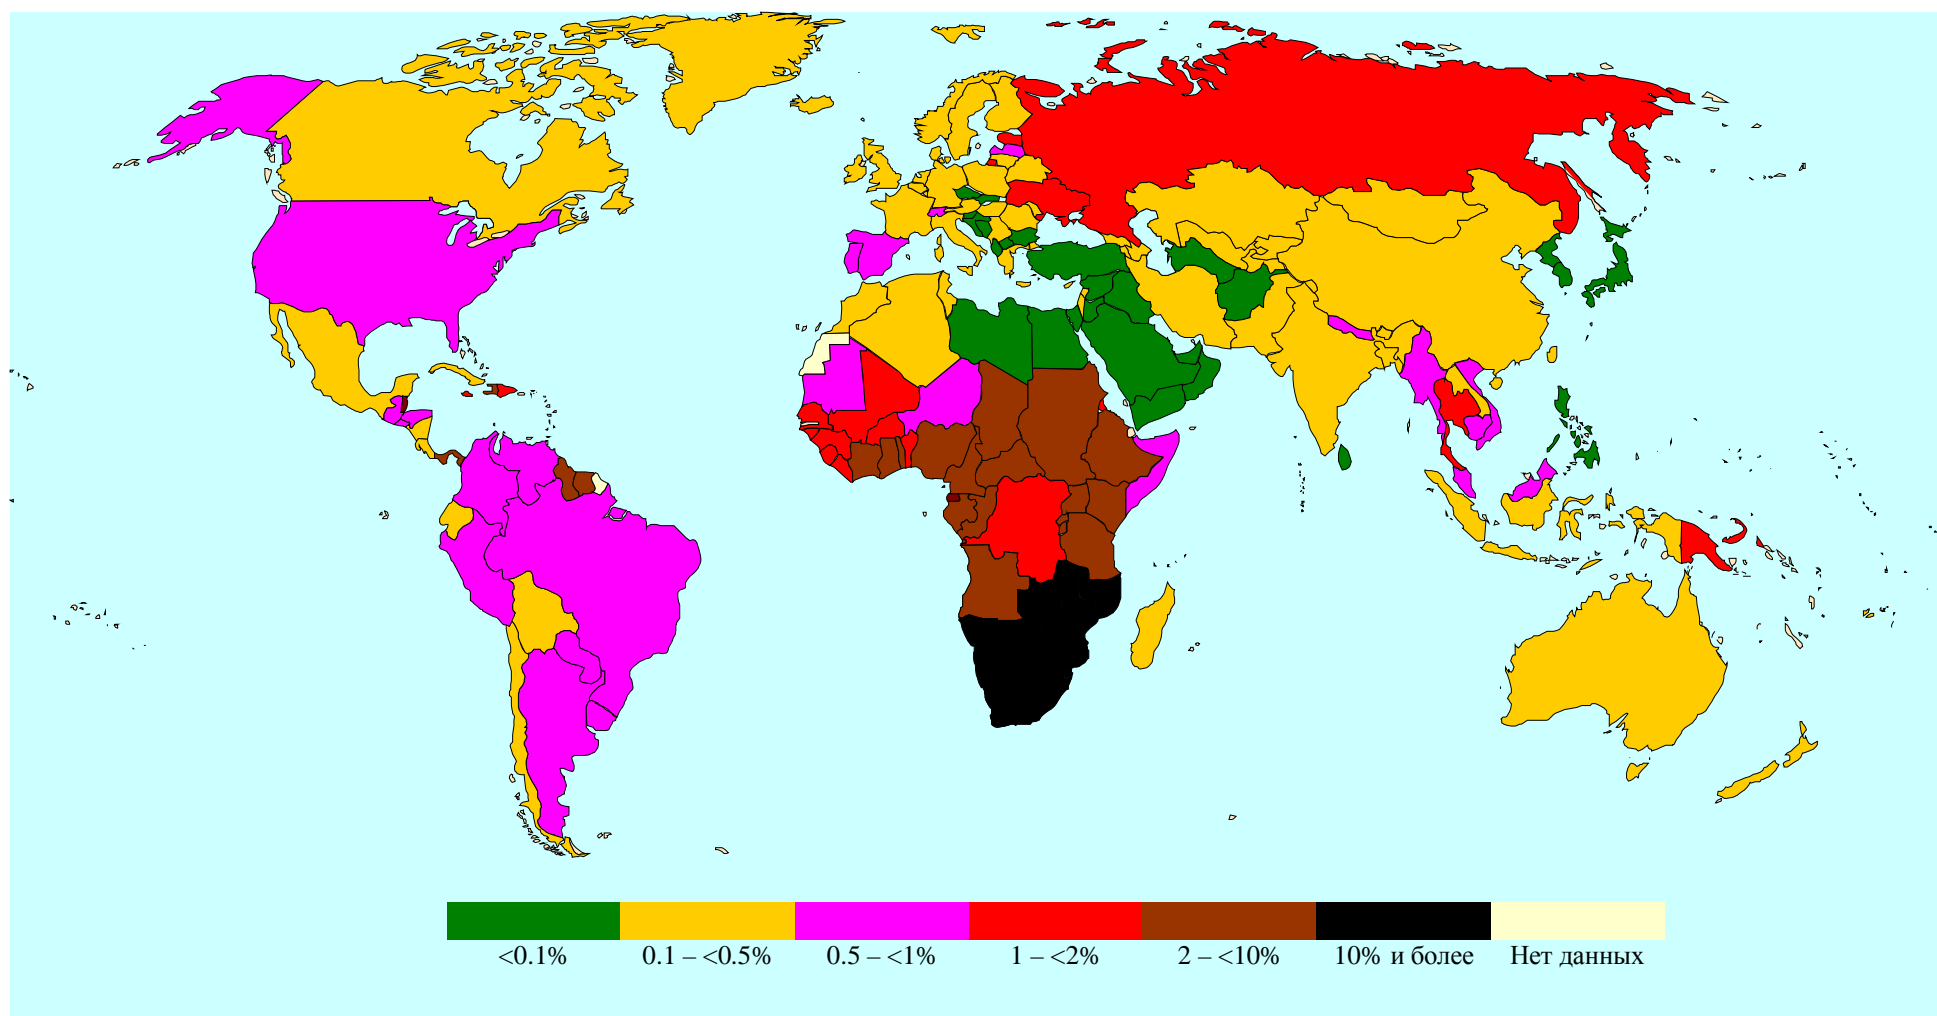 <0.1% 0.1 – <0.5% 0.5 – <1% 1 – <2% 2 – <10% 10% и более Нет данных